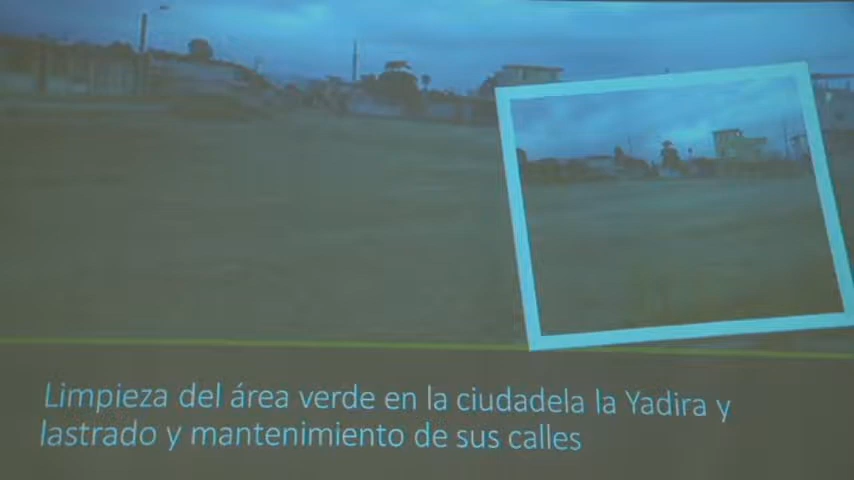 Limpieza del área verde en la ciudadela la Yadira y
lastrado y mantenimiento de sus calles